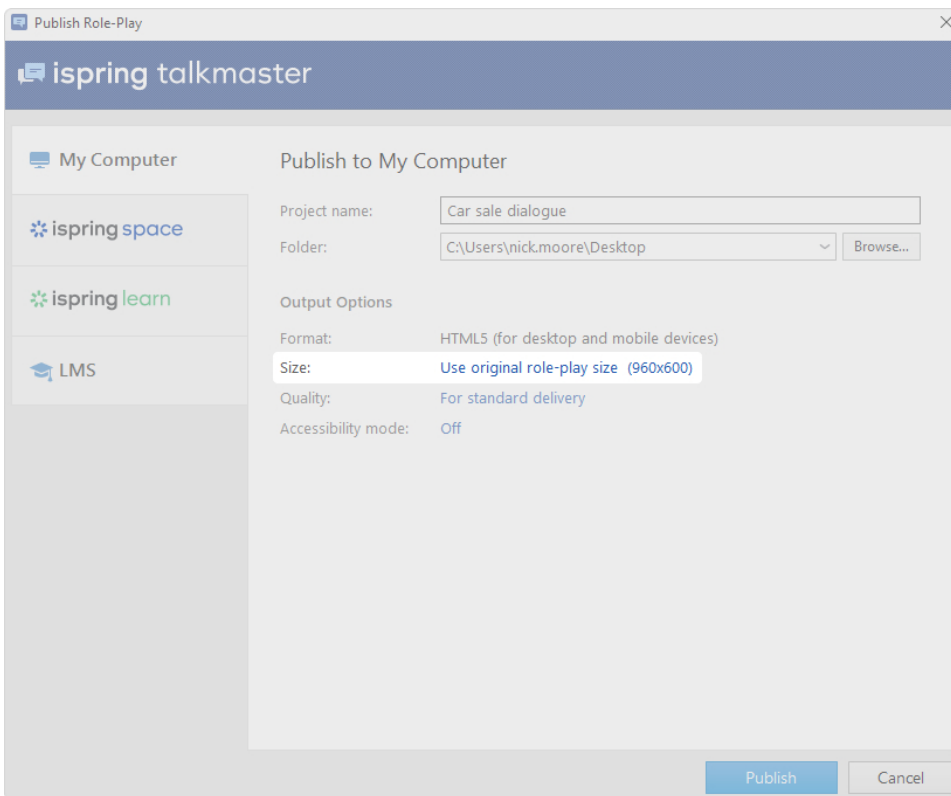 Publish Role-Play
ispring talkmaster
My Computer
ispring space
ispring learn
LMS
Publish to My Computer
Project name: Car sale dialogue
Folder: C:\Users\nick.moore\Desktop Browse...
Output Options
Format: HTML5 (for desktop and mobile devices)
Size: Use original role-play size (960x600)
Quality: For standard delivery
Accessibility mode: Off
Publish Cancel